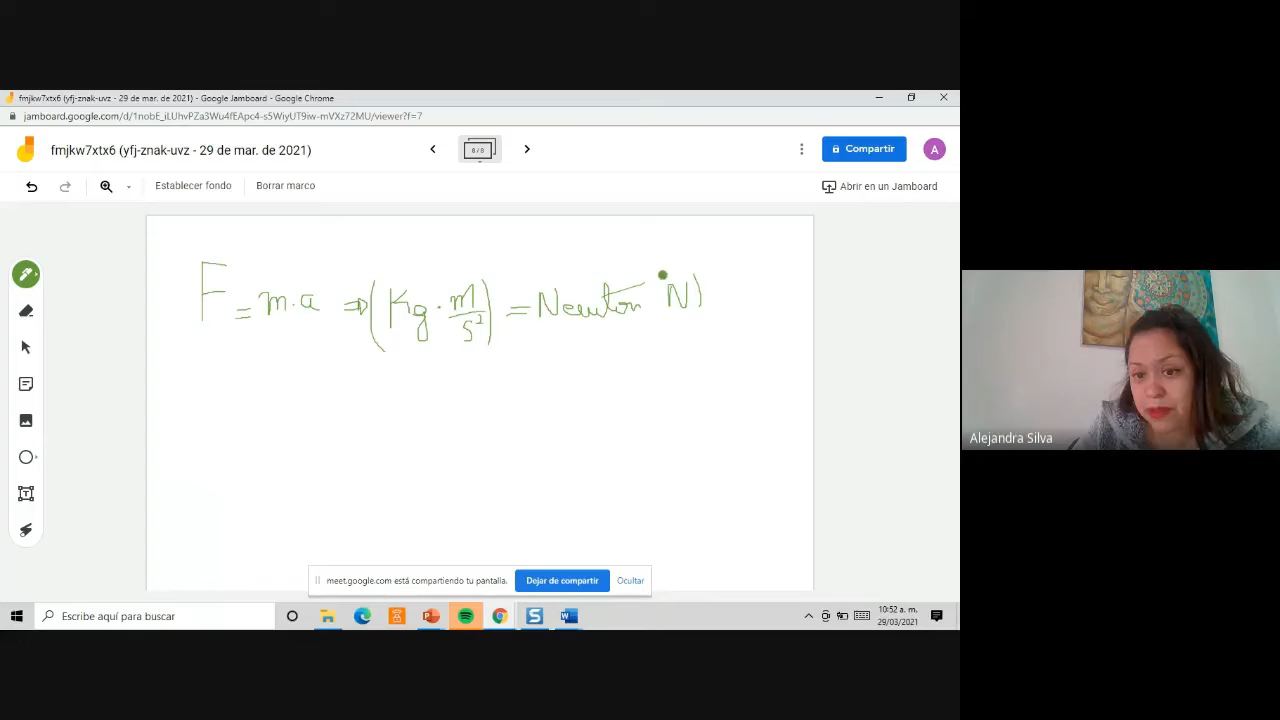 fmjkw7xtx6 (yfj-znak-uvz - 29 de mar. de 2021) - Google Jamboard - Google Chrome
jamboard.google.com/d/1nobE_iLUhvPZa3Wu4fEApc4-s5WiyUT9iw-mVXz72MU/viewer?f=7
fmjkw7xtx6 (yfj-znak-uvz - 29 de mar. de 2021)
8 / 8
Compartir
A
Establecer fondo
Borrar marco
Abrir en un Jamboard
F = m.a ⇒ (Kg · m/s²) = Newton N)
Alejandra Silva
meet.google.com está compartiendo tu pantalla.
Dejar de compartir
Ocultar
Escribe aquí para buscar
10:52 a. m.
29/03/2021